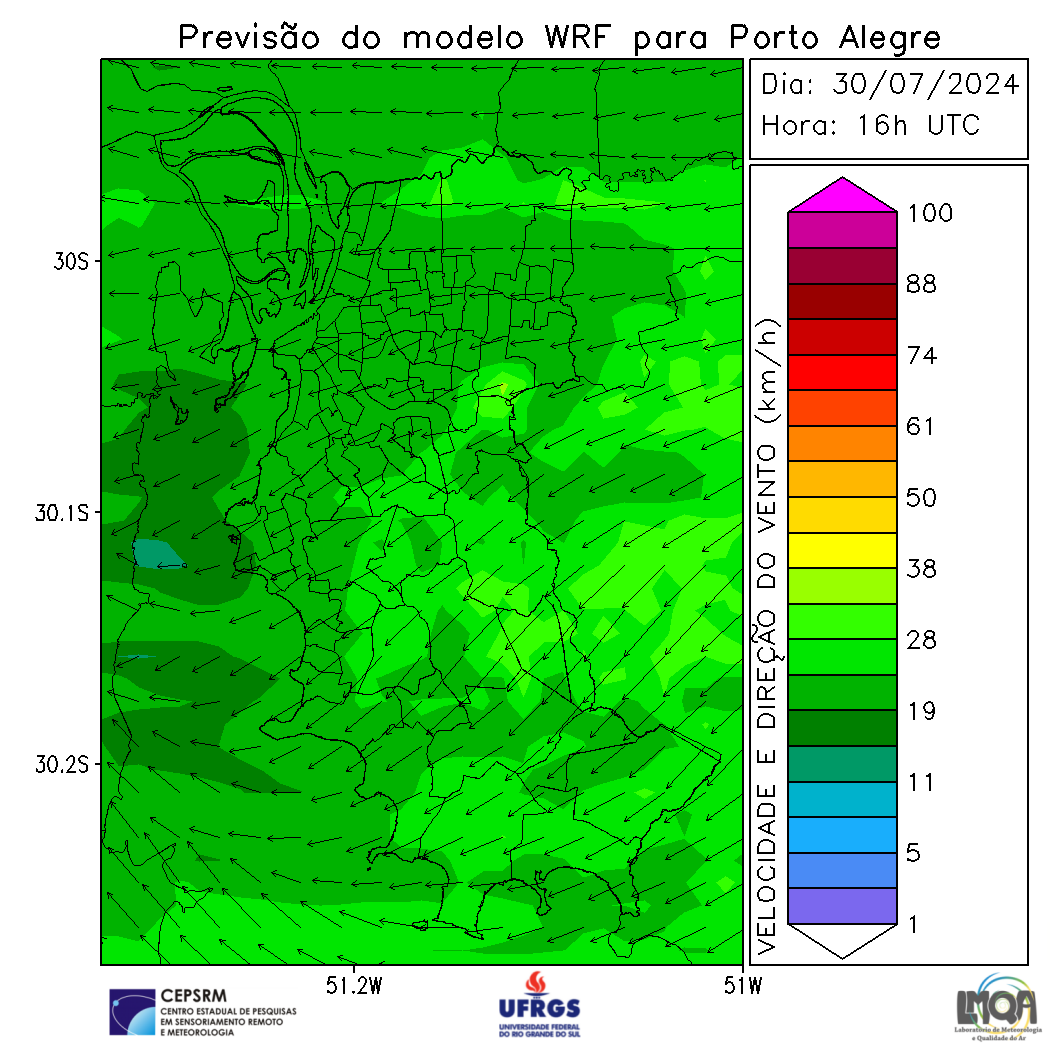 Previsão do modelo WRF para Porto Alegre
Dia: 30/07/2024
Hora: 16h UTC
30S
30.1S
30.2S
51.2W
51W
VELOCIDADE E DIREÇÃO DO VENTO (km/h)
100
88
74
61
50
38
28
19
11
5
1
CEPSRM
CENTRO ESTADUAL DE PESQUISAS
EM SENSORIAMENTO REMOTO
E METEOROLOGIA
UFRGS
UNIVERSIDADE FEDERAL
DO RIO GRANDE DO SUL
LMQA
Laboratório de Meteorologia
e Qualidade do Ar